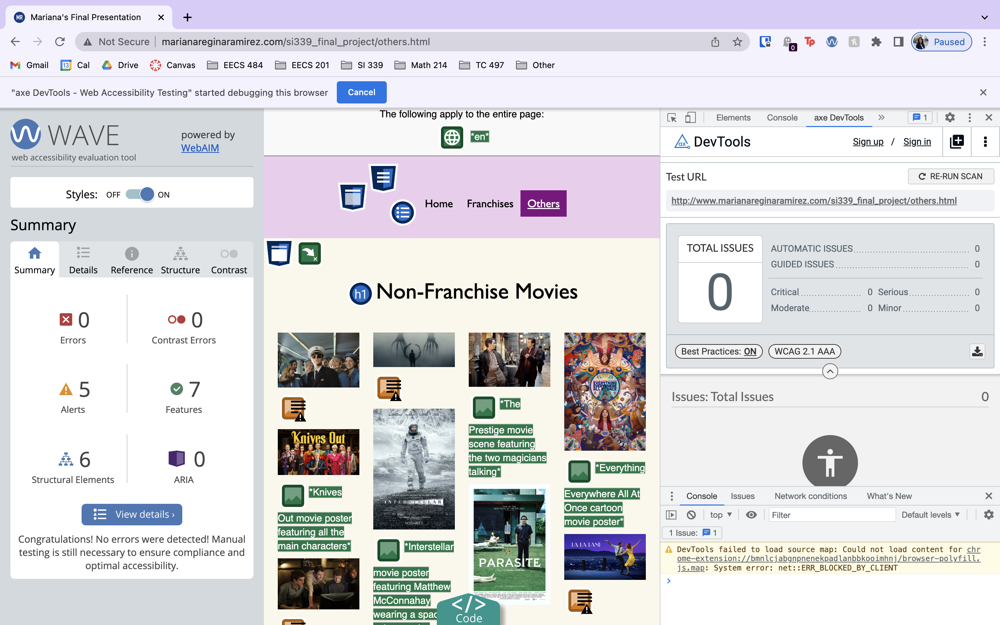 MR Mariana's Final Presentation
Not Secure marianareginaramirez.com/si339_final_project/others.html
0
Tp
Paused
Gmail
13 Cal
Drive
Canvas
EECS 484
EECS 201
SI 339
Math 214
TC 497
Other
"axe DevTools - Web Accessibility Testing" started debugging this browser Cancel
WAVE
web accessibility evaluation tool
powered by
WebAIM
Styles: OFF ON
Summary
Summary Details Reference Structure Contrast
0
Errors
0
Contrast Errors
5
Alerts
7
Features
6
Structural Elements
0
ARIA
View details ›
Congratulations! No errors were detected! Manual
testing is still necessary to ensure compliance and
optimal accessibility.
The following apply to the entire page:
*en*
Home Franchises Others
h1 Non-Franchise Movies
Knives Out
*Knives
Out movie poster
featuring all the
main characters*
INTERSTELLAR
NOVEMBER 7
*Interstellar
movie poster
featuring Matthew
McConnahay
wearing a spac
*The
Prestige movie
scene featuring
the two magicians
talking*
PARASITE
EVERYTHING
EVERYWHERE
ALL AT ONCE
*Everything
Everywhere All At
Once cartoon
movie poster*
LA LA LAND
</>
Code
Elements Console axe DevTools 1
ax DevTools
Sign up / Sign in
Test URL
RE-RUN SCAN
http://www.marianareginaramirez.com/si339_final_project/others.html
TOTAL ISSUES
0
AUTOMATIC ISSUES 0
GUIDED ISSUES 0
Critical 0 Serious 0
Moderate 0 Minor 0
Best Practices: ON
WCAG 2.1 AAA
Issues: Total Issues 0
Console Issues Network conditions What's New
top Filter Default levels
1 Issue: 1
DevTools failed to load source map: Could not load content for chr
ome-extension://bmnlcjabgnpnenekpadlanbbkooimhnj/browser-polyfill.
js.map: System error: net::ERR_BLOCKED_BY_CLIENT